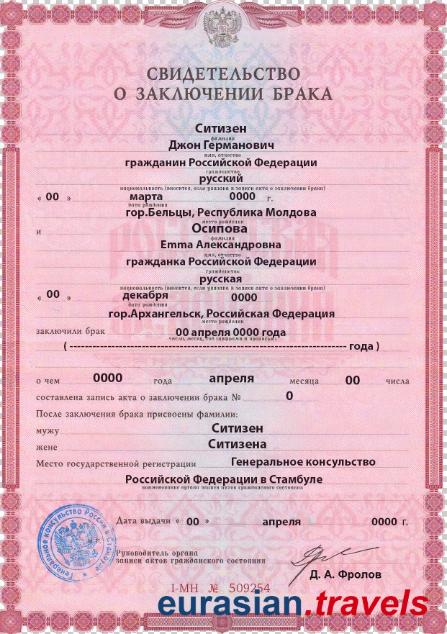 СВИДЕТЕЛЬСТВО
О ЗАКЛЮЧЕНИИ БРАКА
Ситизен
фамилия
Джон Германович
имя, отчество
гражданин Российской Федерации
гражданство
русский
национальность (вносится, если указана в записи акта о заключении брака)
« 00 » марта 0000 г.
дата рождения
гор.Бельцы, Республика Молдова
место рождения
и Осипова
фамилия
Emma Александровна
имя, отчество
гражданка Российской Федерации
гражданство
русская
национальность (вносится, если указана в записи акта о заключении брака)
« 00 » декабря 0000
дата рождения
гор.Архангельск, Российская Федерация
место рождения
заключили брак 00 апреля 0000 года
число, месяц, год (цифрами и прописью)
( ------------------------------------------------ года )
о чем 0000 года апреля месяца 00 числа
составлена запись акта о заключении брака № 0
После заключения брака присвоены фамилии:
мужу Ситизен
жене Ситизена
Место государственной регистрации Генеральное консульство
Российской Федерации в Стамбуле
наименование органа записи актов гражданского состояния
Дата выдачи « 00 » апреля 0000 г.
Руководитель органа
записи актов гражданского состояния
Д. А. Фролов
I-МН № 509254
eurasian.travels